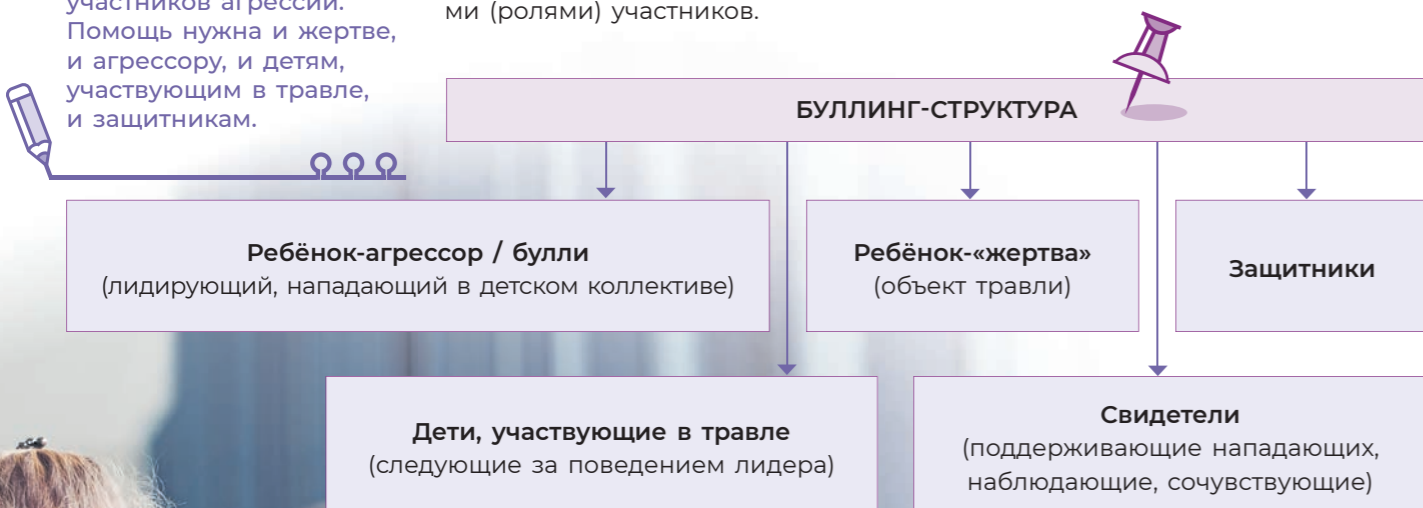 участников агрессии.
Помощь нужна и жертве,
и агрессору, и детям,
участвующим в травле,
и защитникам.
ми (ролями) участников.
БУЛЛИНГ-СТРУКТУРА
Ребёнок-агрессор / булли
(лидирующий, нападающий в детском коллективе)
Ребёнок-«жертва»
(объект травли)
Защитники
Дети, участвующие в травле
(следующие за поведением лидера)
Свидетели
(поддерживающие нападающих,
наблюдающие, сочувствующие)